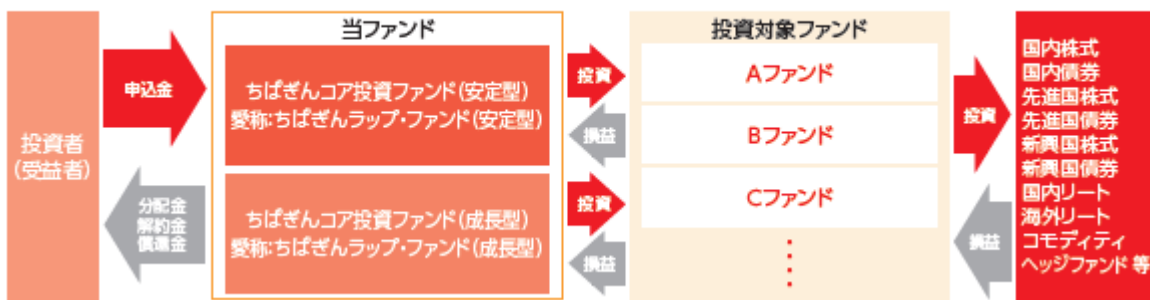 投資者
(受益者)
申込金
分配金
解約金
償還金
当ファンド
ちばぎんコア投資ファンド(安定型)
愛称:ちばぎんラップ・ファンド(安定型)
ちばぎんコア投資ファンド(成長型)
愛称:ちばぎんラップ・ファンド(成長型)
投資
損益
投資
損益
投資対象ファンド
Aファンド
Bファンド
Cファンド
投資
損益
国内株式
国内債券
先進国株式
先進国債券
新興国株式
新興国債券
国内リート
海外リート
コモディティ
ヘッジファンド 等